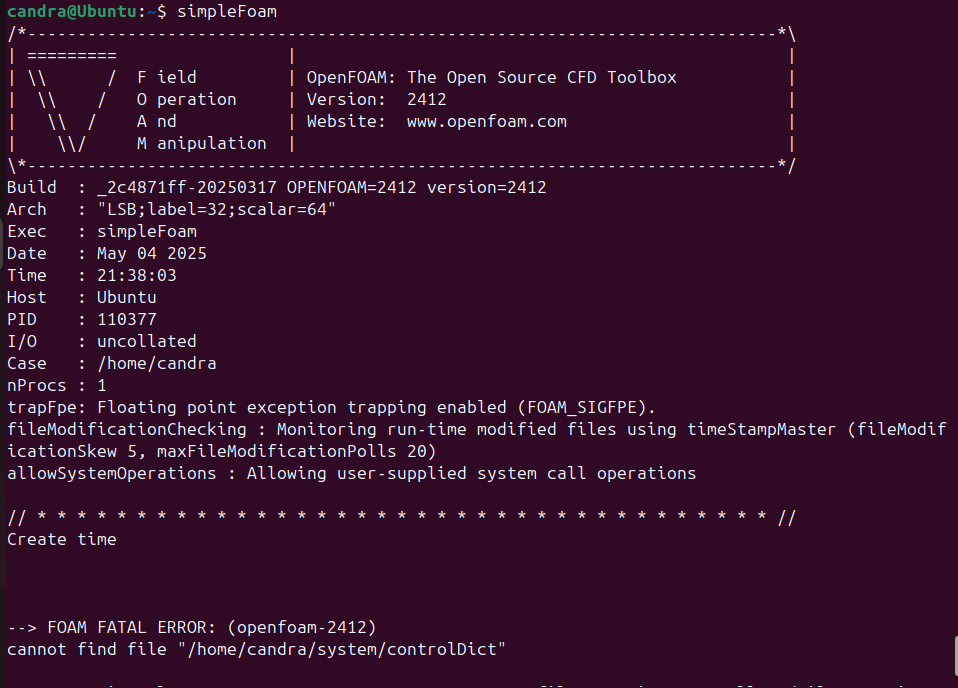 candra@Ubuntu:~$ simpleFoam
/*---------------------------------------------------------------------------*\
| =========                 |                                                 |
| \\      /  F ield         | OpenFOAM: The Open Source CFD Toolbox           |
|  \\    /   O peration     | Version:  2412                                  |
|   \\  /    A nd           | Website:  www.openfoam.com                      |
|    \\/     M anipulation  |                                                 |
\*---------------------------------------------------------------------------*/
Build  : _2c4871ff-20250317 OPENFOAM=2412 version=2412
Arch   : "LSB;label=32;scalar=64"
Exec   : simpleFoam
Date   : May 04 2025
Time   : 21:38:03
Host   : Ubuntu
PID    : 110377
I/O    : uncollated
Case   : /home/candra
nProcs : 1
trapFpe: Floating point exception trapping enabled (FOAM_SIGFPE).
fileModificationChecking : Monitoring run-time modified files using timeStampMaster (fileModif
icationSkew 5, maxFileModificationPolls 20)
allowSystemOperations : Allowing user-supplied system call operations
// * * * * * * * * * * * * * * * * * * * * * * * * * * * * * * * * * * * * * //
Create time
--> FOAM FATAL ERROR: (openfoam-2412)
cannot find file "/home/candra/system/controlDict"